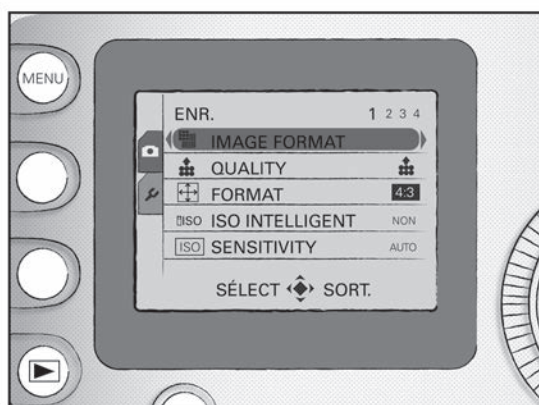 MENU
ENR. 1 2 3 4
IMAGE FORMAT
QUALITY
FORMAT 4:3
ISO ISO INTELLIGENT NON
ISO SENSITIVITY AUTO
SÉLECT SORT.